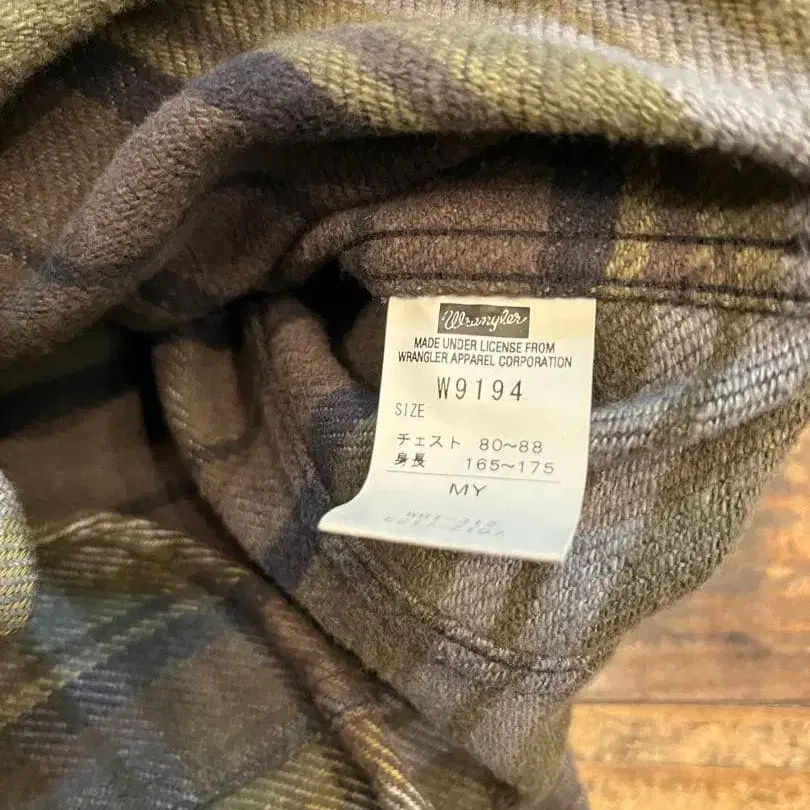 Wrangler
MADE UNDER LICENSE FROM
WRANGLER APPAREL CORPORATION
W9194
SIZE
チェスト 80~88
身長 165~175
MY